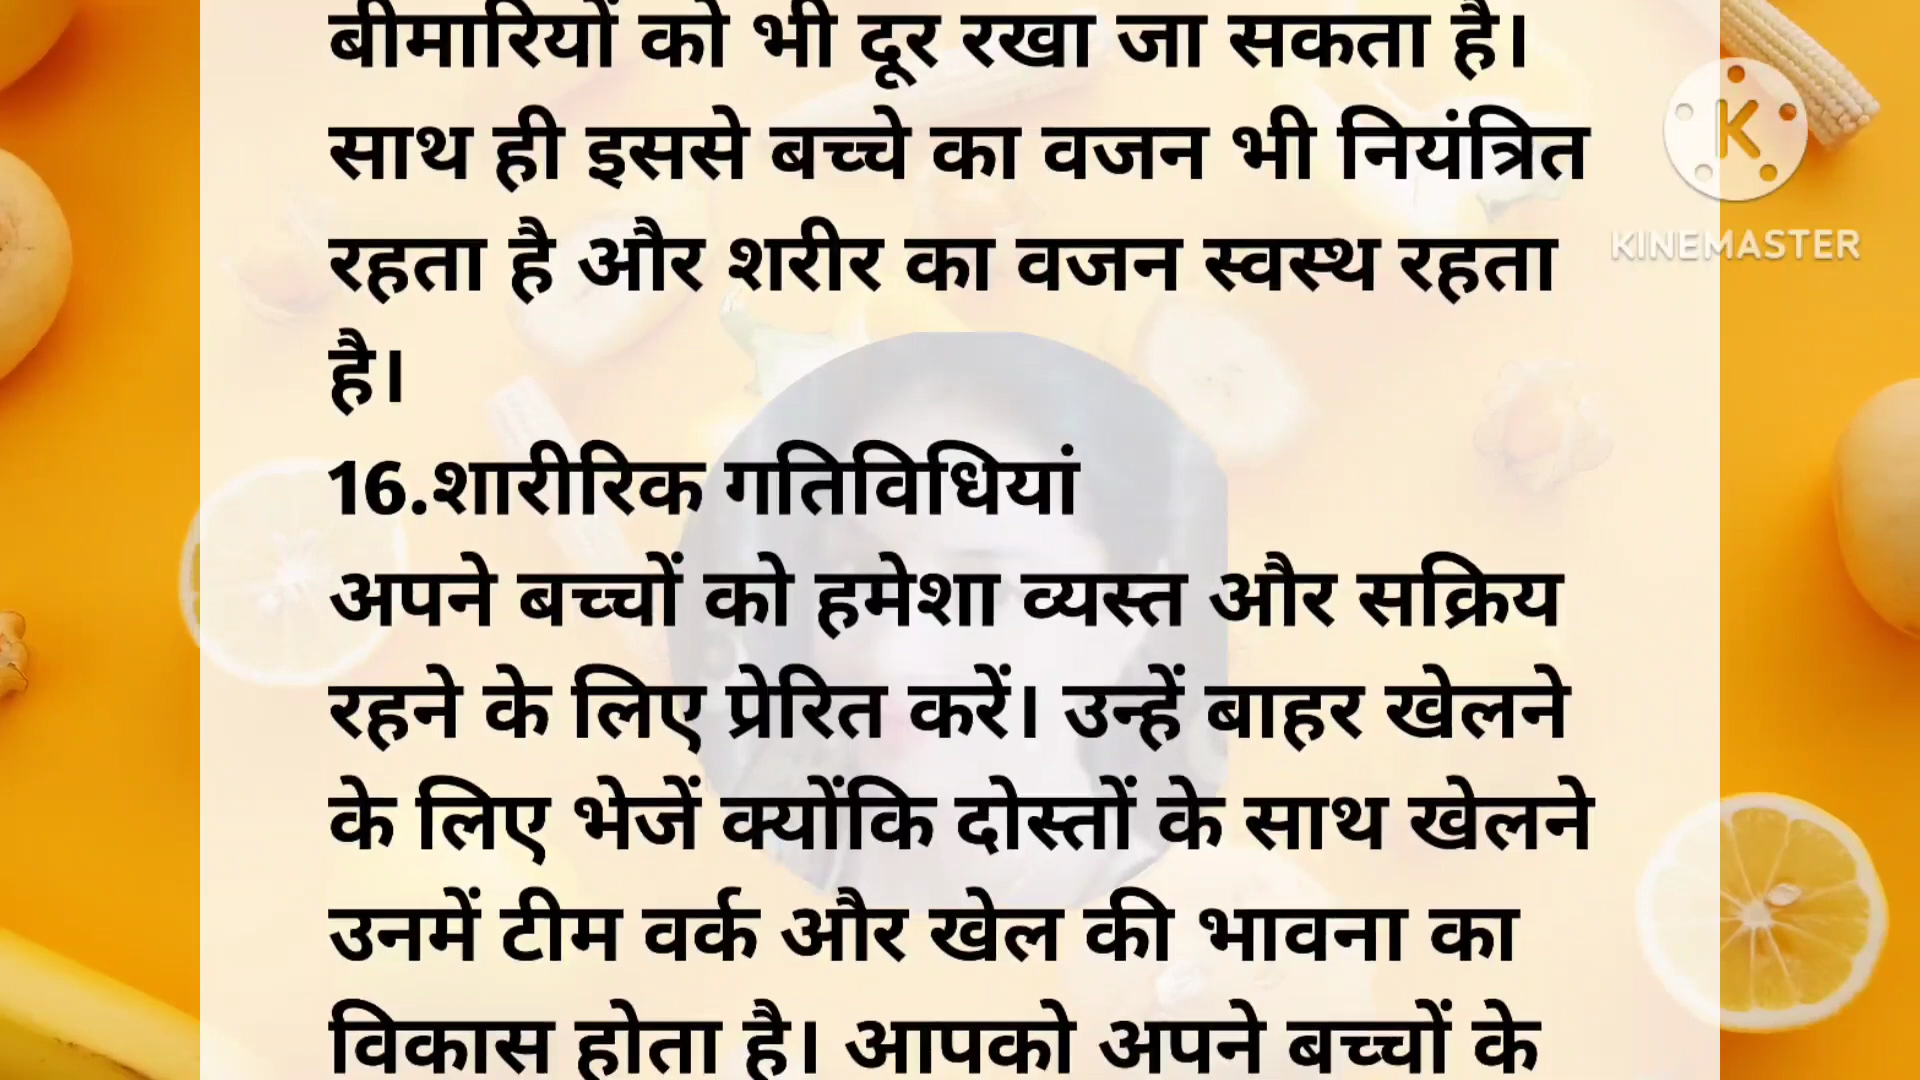 बीमारियों को भी दूर रखा जा सकता है।
साथ ही इससे बच्चे का वजन भी नियंत्रित
रहता है और शरीर का वजन स्वस्थ रहता
है।
16.शारीरिक गतिविधियां
अपने बच्चों को हमेशा व्यस्त और सक्रिय
रहने के लिए प्रेरित करें। उन्हें बाहर खेलने
के लिए भेजें क्योंकि दोस्तों के साथ खेलने
उनमें टीम वर्क और खेल की भावना का
विकास होता है। आपको अपने बच्चों के
K
KINEMASTER